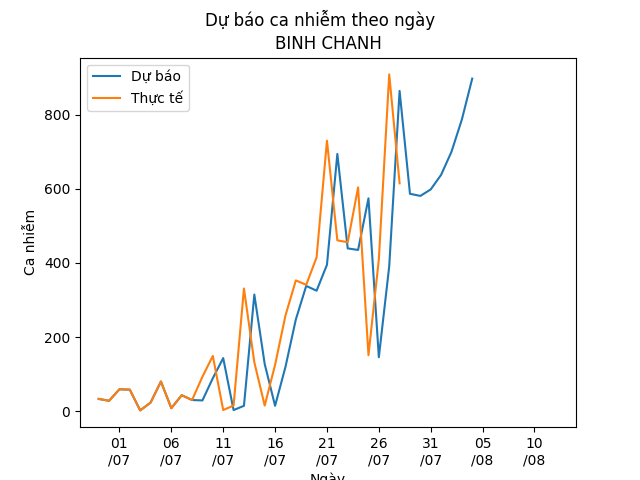 Dự báo ca nhiễm theo ngày
BINH CHANH
Dự báo
Thực tế
Ca nhiễm
800
600
400
200
0
01 06 11 16 21 26 31 05 10
/07 /07 /07 /07 /07 /07 /07 /08 /08
Ngày